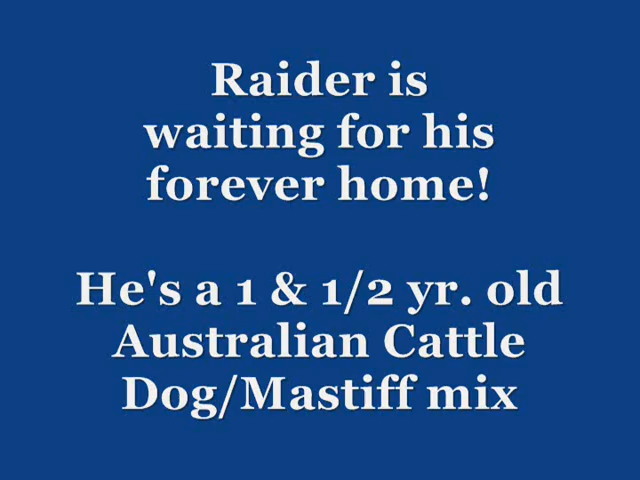 Raider is
waiting for his
forever home!
He's a 1 & 1/2 yr. old
Australian Cattle
Dog/Mastiff mix